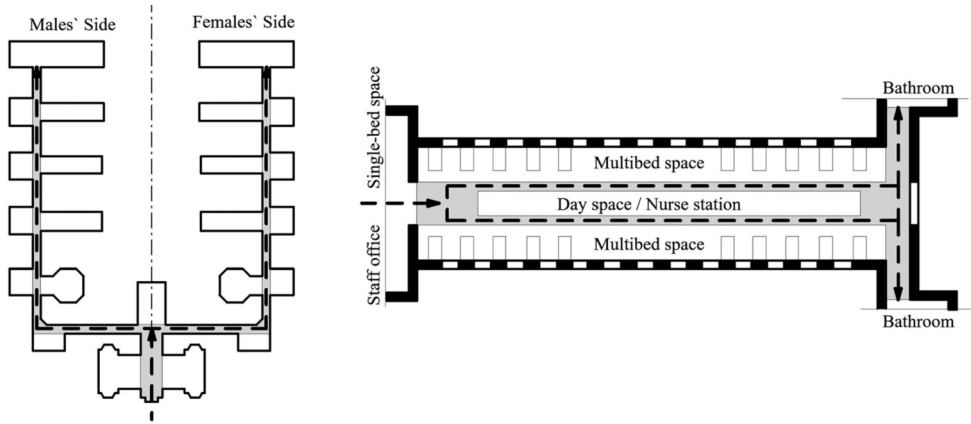 Males` Side
Females` Side
Single-bed space
Staff office
Bathroom
Multibed space
Day space / Nurse station
Multibed space
Bathroom